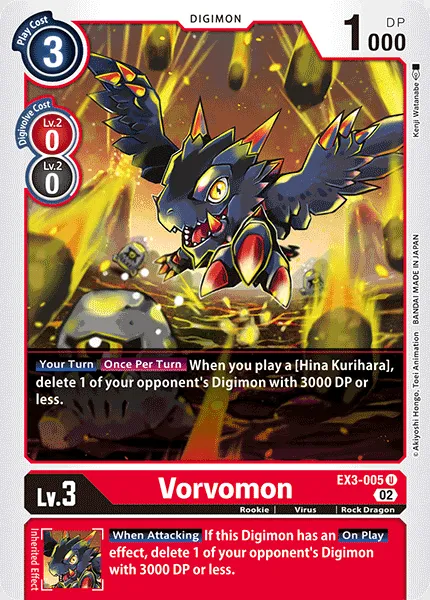 DIGIMON
Play Cost
3
DP
1000
Digivolve Cost
Lv.2
0
Lv.2
0
Kenji Watanabe
©Akiyoshi Hongo, Toei Animation BANDAI MADE IN JAPAN
Your Turn Once Per Turn When you play a [Hina Kurihara],
delete 1 of your opponent's Digimon with 3000 DP or
less.
EX3-005 U
Lv.3
Vorvomon
02
Rookie | Virus | Rock Dragon
Inherited Effect
When Attacking If this Digimon has an On Play
effect, delete 1 of your opponent's Digimon
with 3000 DP or less.